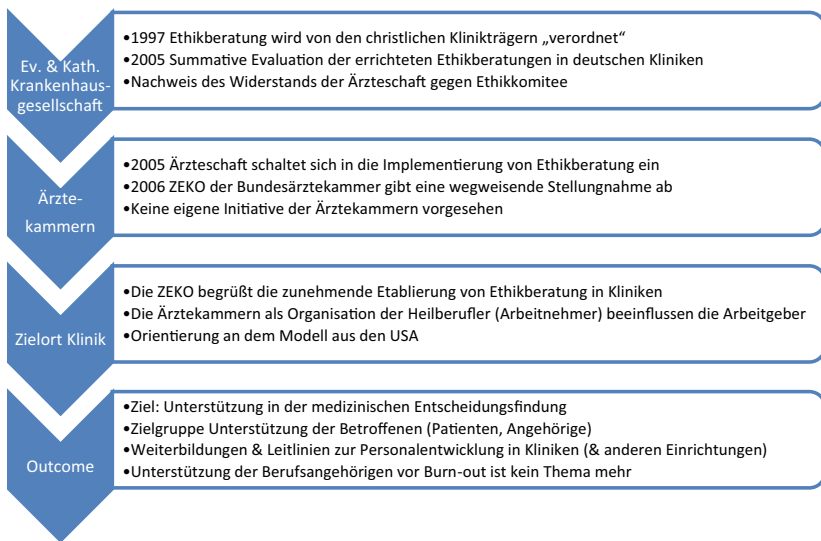 Ev. & Kath.
Krankenhaus-
gesellschaft
•1997 Ethikberatung wird von den christlichen Klinikträgern „verordnet“
•2005 Summative Evaluation der errichteten Ethikberatungen in deutschen Kliniken
•Nachweis des Widerstands der Ärzteschaft gegen Ethikkomitee
Ärzte-
kammern
•2005 Ärzteschaft schaltet sich in die Implementierung von Ethikberatung ein
•2006 ZEKO der Bundesärztekammer gibt eine wegweisende Stellungnahme ab
•Keine eigene Initiative der Ärztekammern vorgesehen
Zielort Klinik
•Die ZEKO begrüßt die zunehmende Etablierung von Ethikberatung in Kliniken
•Die Ärztekammern als Organisation der Heilberufler (Arbeitnehmer) beeinflussen die Arbeitgeber
•Orientierung an dem Modell aus den USA
Outcome
•Ziel: Unterstützung in der medizinischen Entscheidungsfindung
•Zielgruppe Unterstützung der Betroffenen (Patienten, Angehörige)
•Weiterbildungen & Leitlinien zur Personalentwicklung in Kliniken (& anderen Einrichtungen)
•Unterstützung der Berufsangehörigen vor Burn-out ist kein Thema mehr